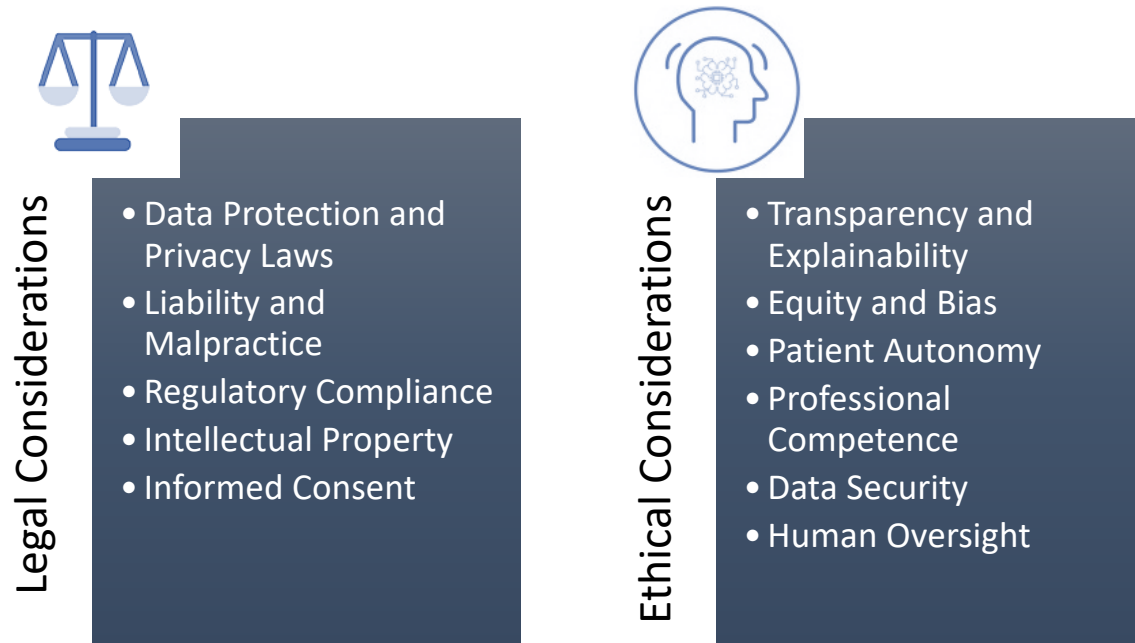 Legal Considerations
• Data Protection and
Privacy Laws
• Liability and
Malpractice
• Regulatory Compliance
• Intellectual Property
• Informed Consent
Ethical Considerations
• Transparency and
Explainability
• Equity and Bias
• Patient Autonomy
• Professional
Competence
• Data Security
• Human Oversight